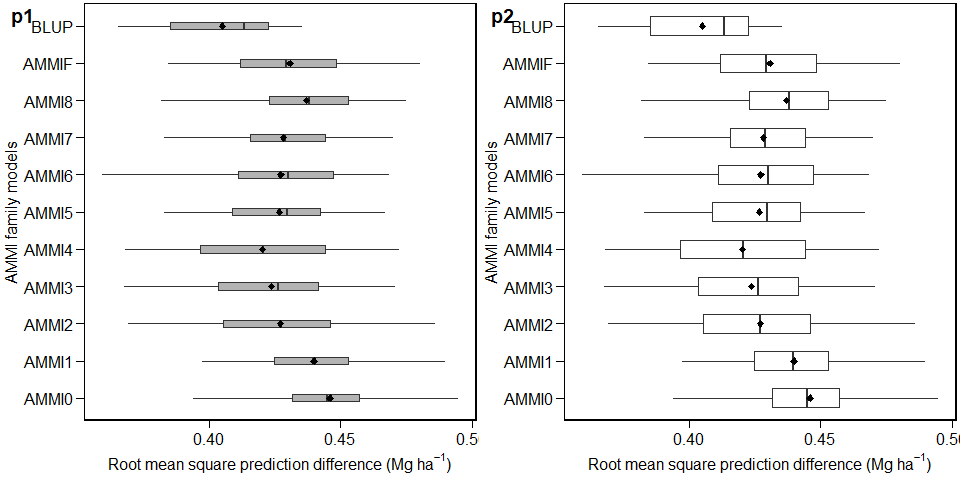 p1
BLUP
AMMIF
AMMI8
AMMI7
AMMI6
AMMI5
AMMI4
AMMI3
AMMI2
AMMI1
AMMI0
AMMI family models
0.40 0.45 0.50
Root mean square prediction difference (Mg ha⁻¹)
p2
BLUP
AMMIF
AMMI8
AMMI7
AMMI6
AMMI5
AMMI4
AMMI3
AMMI2
AMMI1
AMMI0
AMMI family models
0.40 0.45 0.50
Root mean square prediction difference (Mg ha⁻¹)